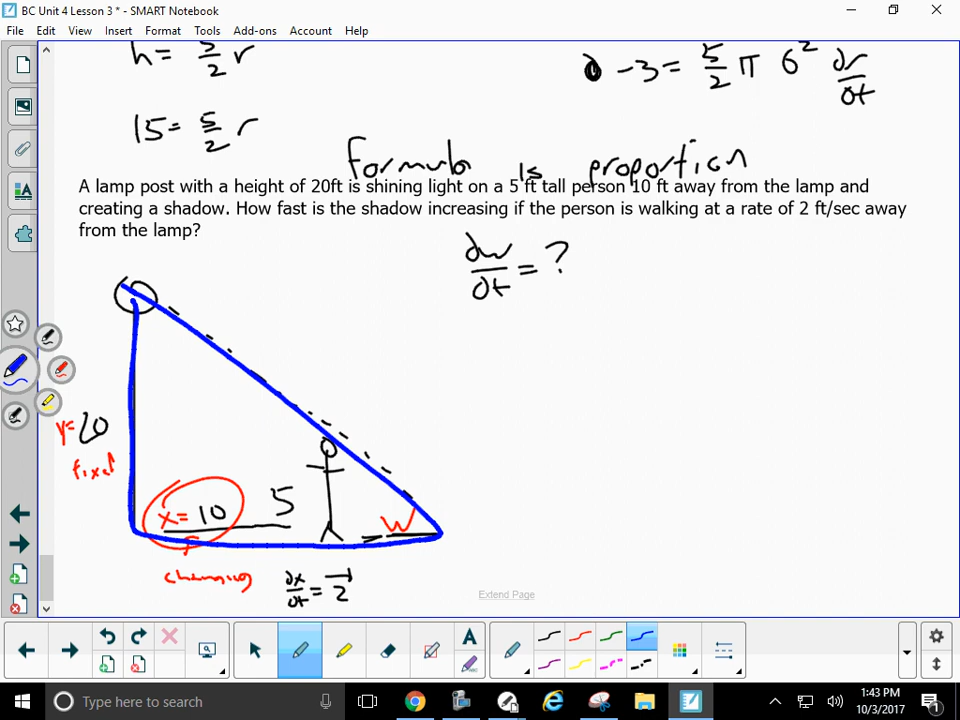 BC Unit 4 Lesson 3 * - SMART Notebook
File Edit View Insert Format Tools Add-ons Account Help
h = 5/2 r
-3 = 5/2 π 6² dr/dt
15 = 5/2 r
Formula is proportion
A lamp post with a height of 20ft is shining light on a 5 ft tall person 10 ft away from the lamp and
creating a shadow. How fast is the shadow increasing if the person is walking at a rate of 2 ft/sec away
from the lamp?
dw/dt = ?
y= 20
fixed
x= 10
5
W
changing
dx/dt = 2
Extend Page
A
Type here to search
1:43 PM
10/3/2017
1